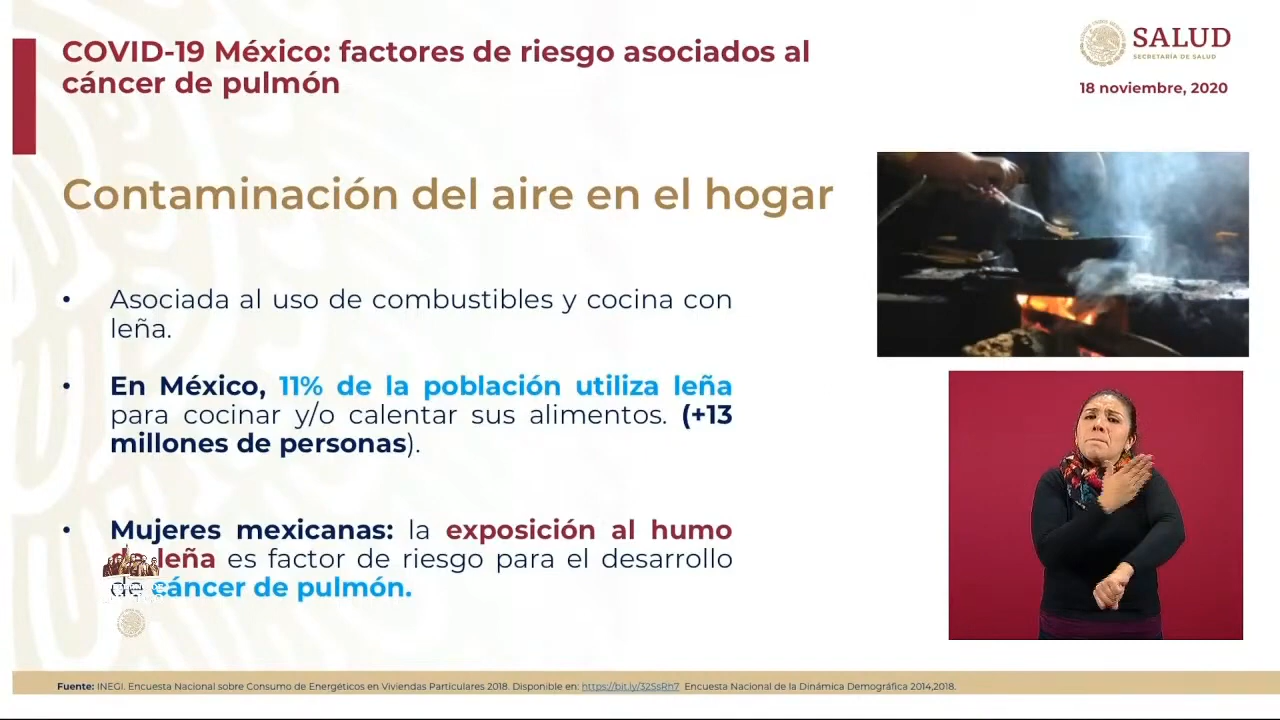 COVID-19 México: factores de riesgo asociados al
cáncer de pulmón
SALUD
SECRETARÍA DE SALUD
18 noviembre, 2020
Contaminación del aire en el hogar
• Asociada al uso de combustibles y cocina con
leña.
• En México, 11% de la población utiliza leña
para cocinar y/o calentar sus alimentos. (+13
millones de personas).
• Mujeres mexicanas: la exposición al humo
de leña es factor de riesgo para el desarrollo
de cáncer de pulmón.
Fuente: INEGI. Encuesta Nacional sobre Consumo de Energéticos en Viviendas Particulares 2018. Disponible en: https://bit.ly/32SsRh7 Encuesta Nacional de la Dinámica Demográfica 2014,2018.